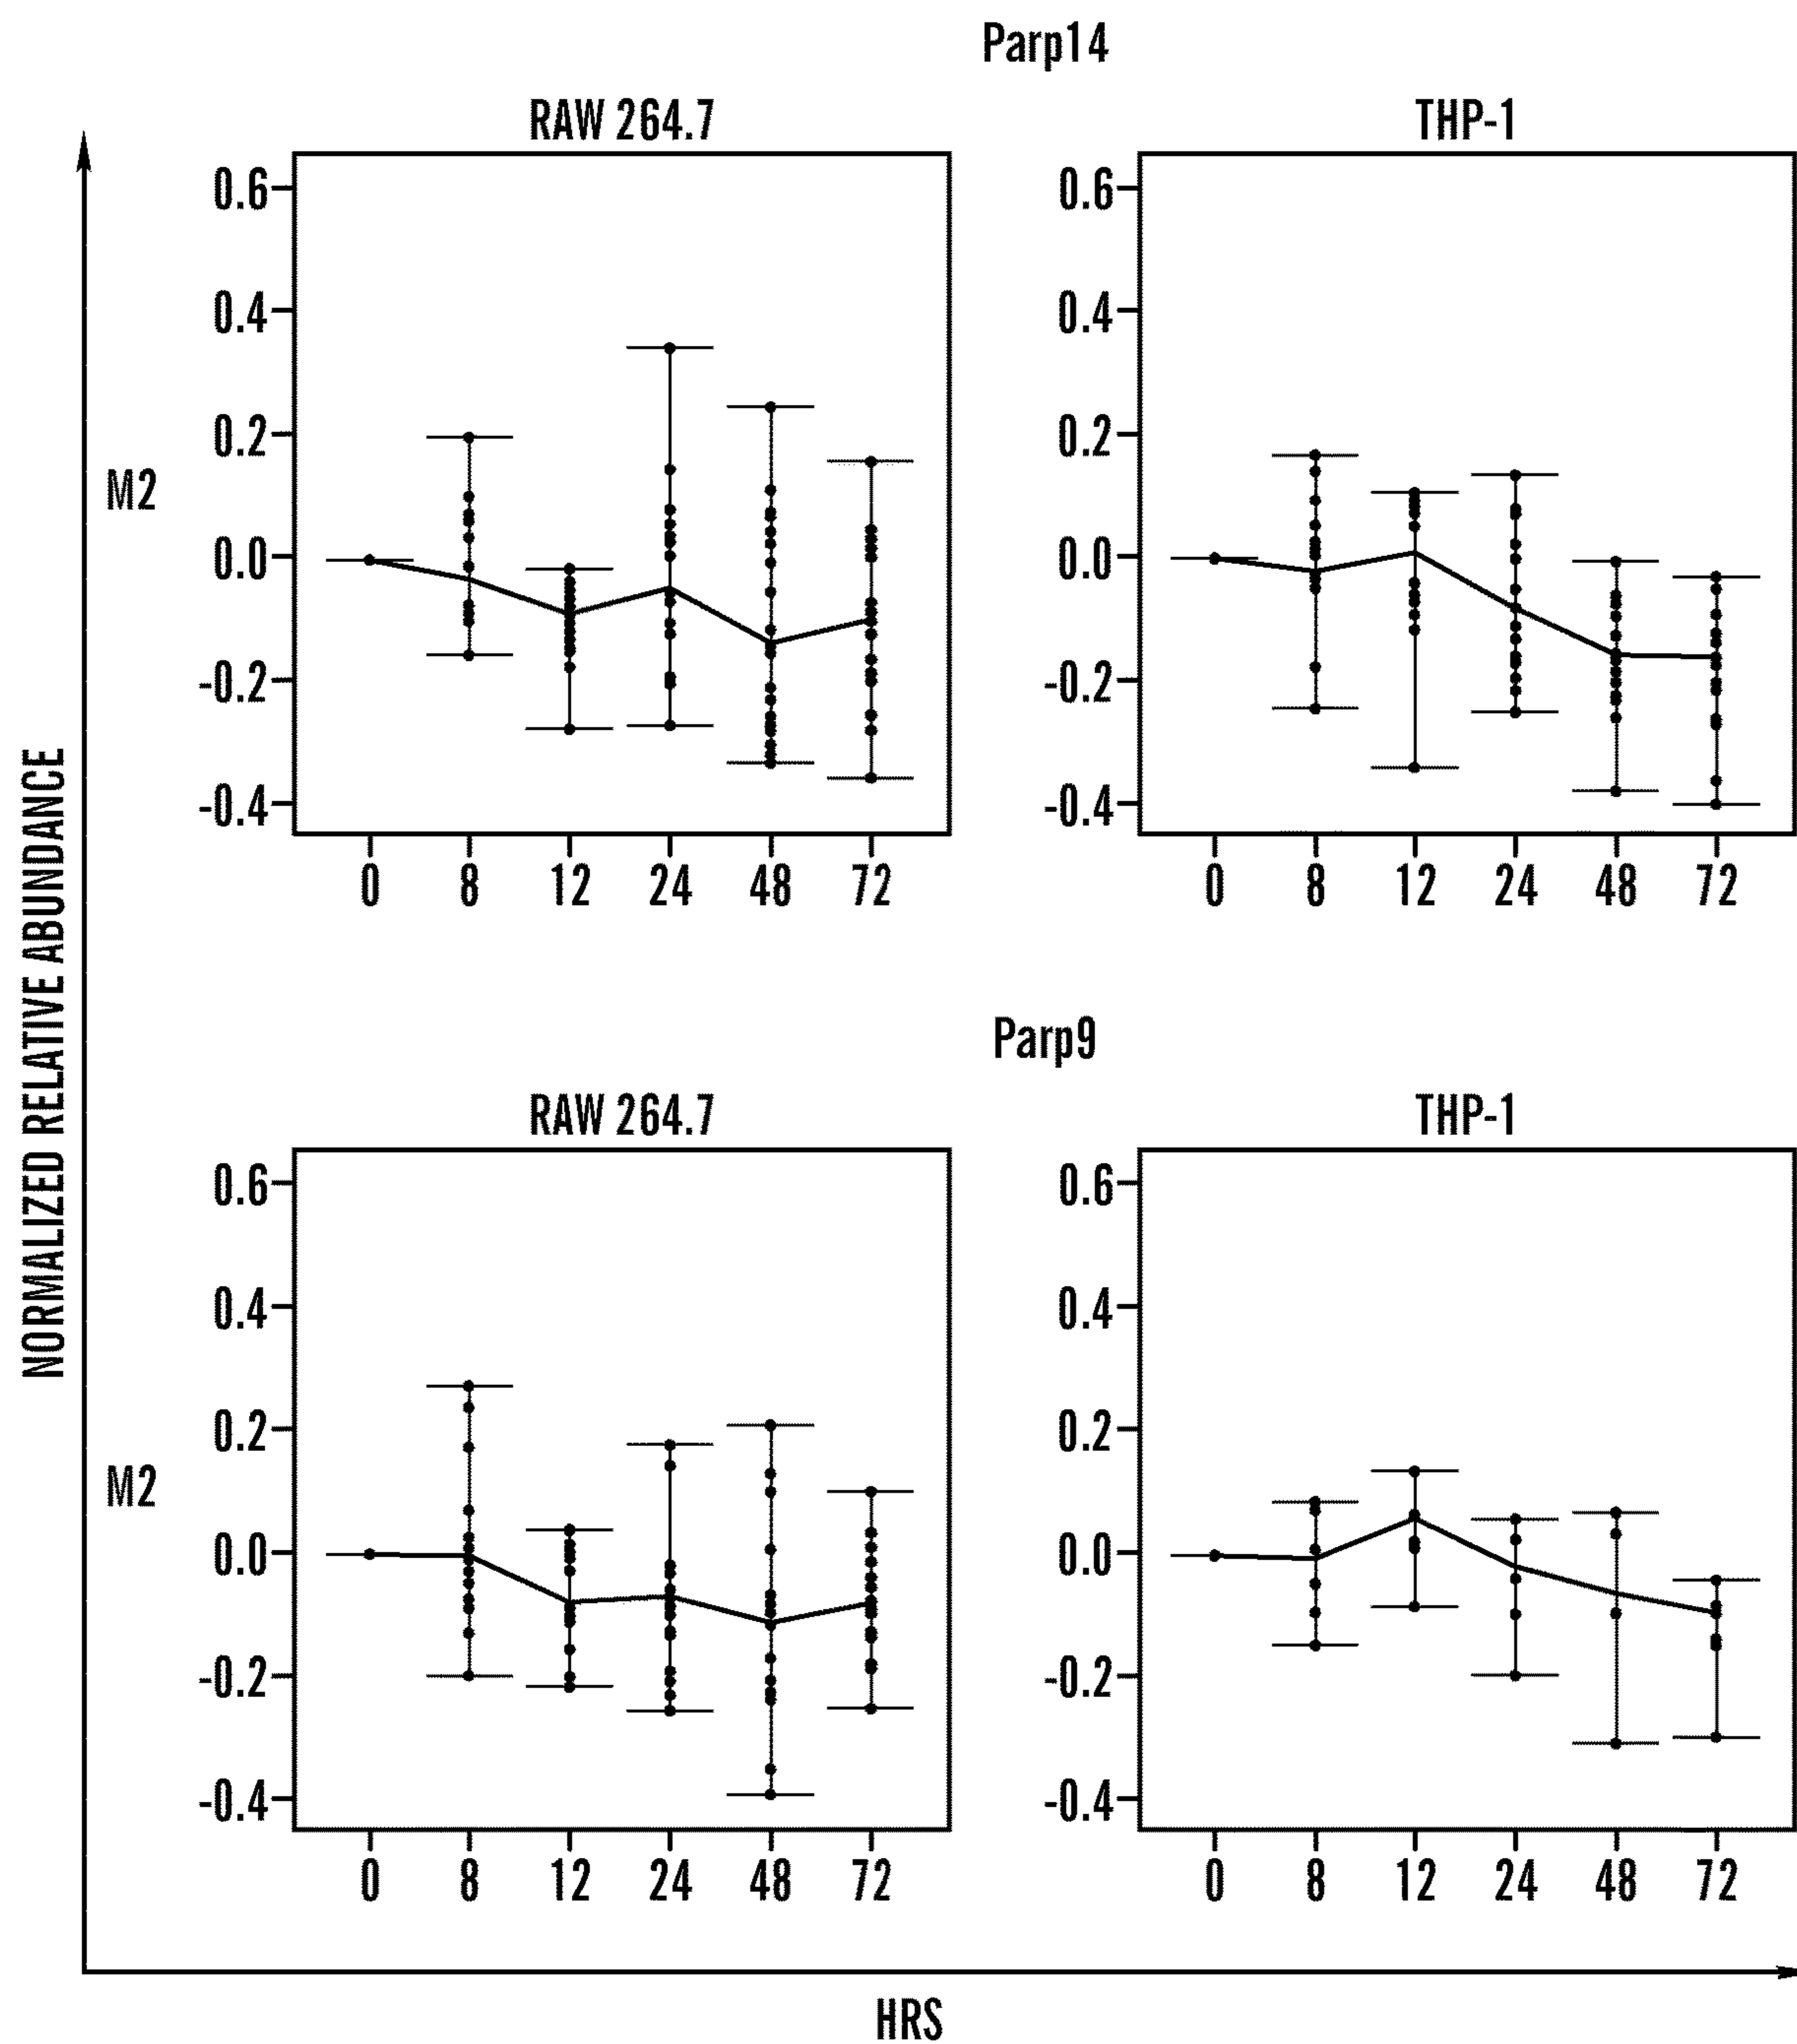 Parp14
RAW 264.7 THP-1
0.6 0.6
0.4 0.4
0.2 0.2
M2
0.0 0.0
-0.2 -0.2
-0.4 -0.4
0 8 12 24 48 72 0 8 12 24 48 72
NORMALIZED RELATIVE ABUNDANCE
Parp9
RAW 264.7 THP-1
0.6 0.6
0.4 0.4
0.2 0.2
M2
0.0 0.0
-0.2 -0.2
-0.4 -0.4
0 8 12 24 48 72 0 8 12 24 48 72
HRS